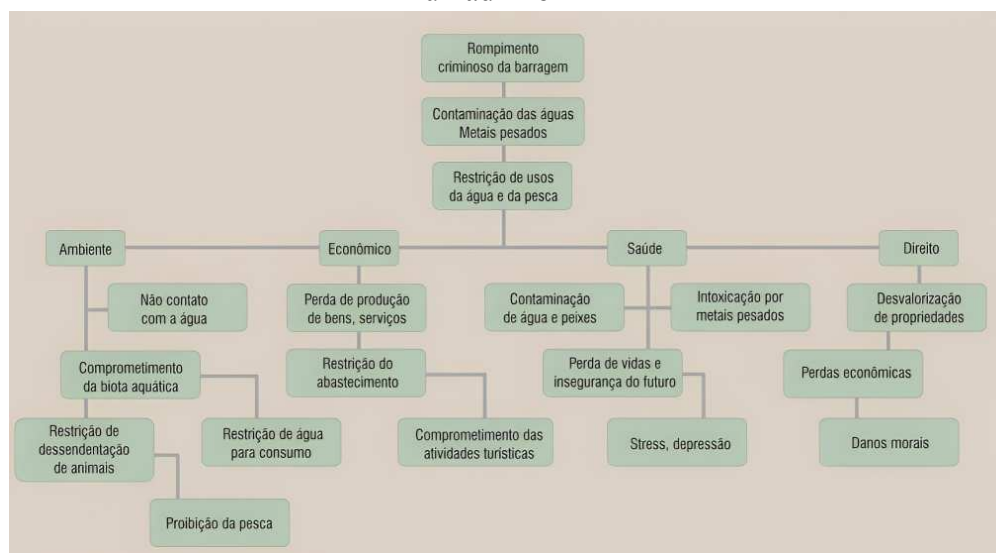 Rompimento
criminoso da barragem
Contaminação das águas
Metais pesados
Restrição de usos
da água e da pesca
Ambiente
Econômico
Saúde
Direito
Não contato
com a água
Perda de produção
de bens, serviços
Contaminação
de água e peixes
Intoxicação por
metais pesados
Desvalorização
de propriedades
Comprometimento
da biota aquática
Restrição do
abastecimento
Perda de vidas e
insegurança do futuro
Perdas econômicas
Restrição de
dessendentação
de animais
Restrição de água
para consumo
Comprometimento das
atividades turísticas
Stress, depressão
Danos morais
Proibição da pesca